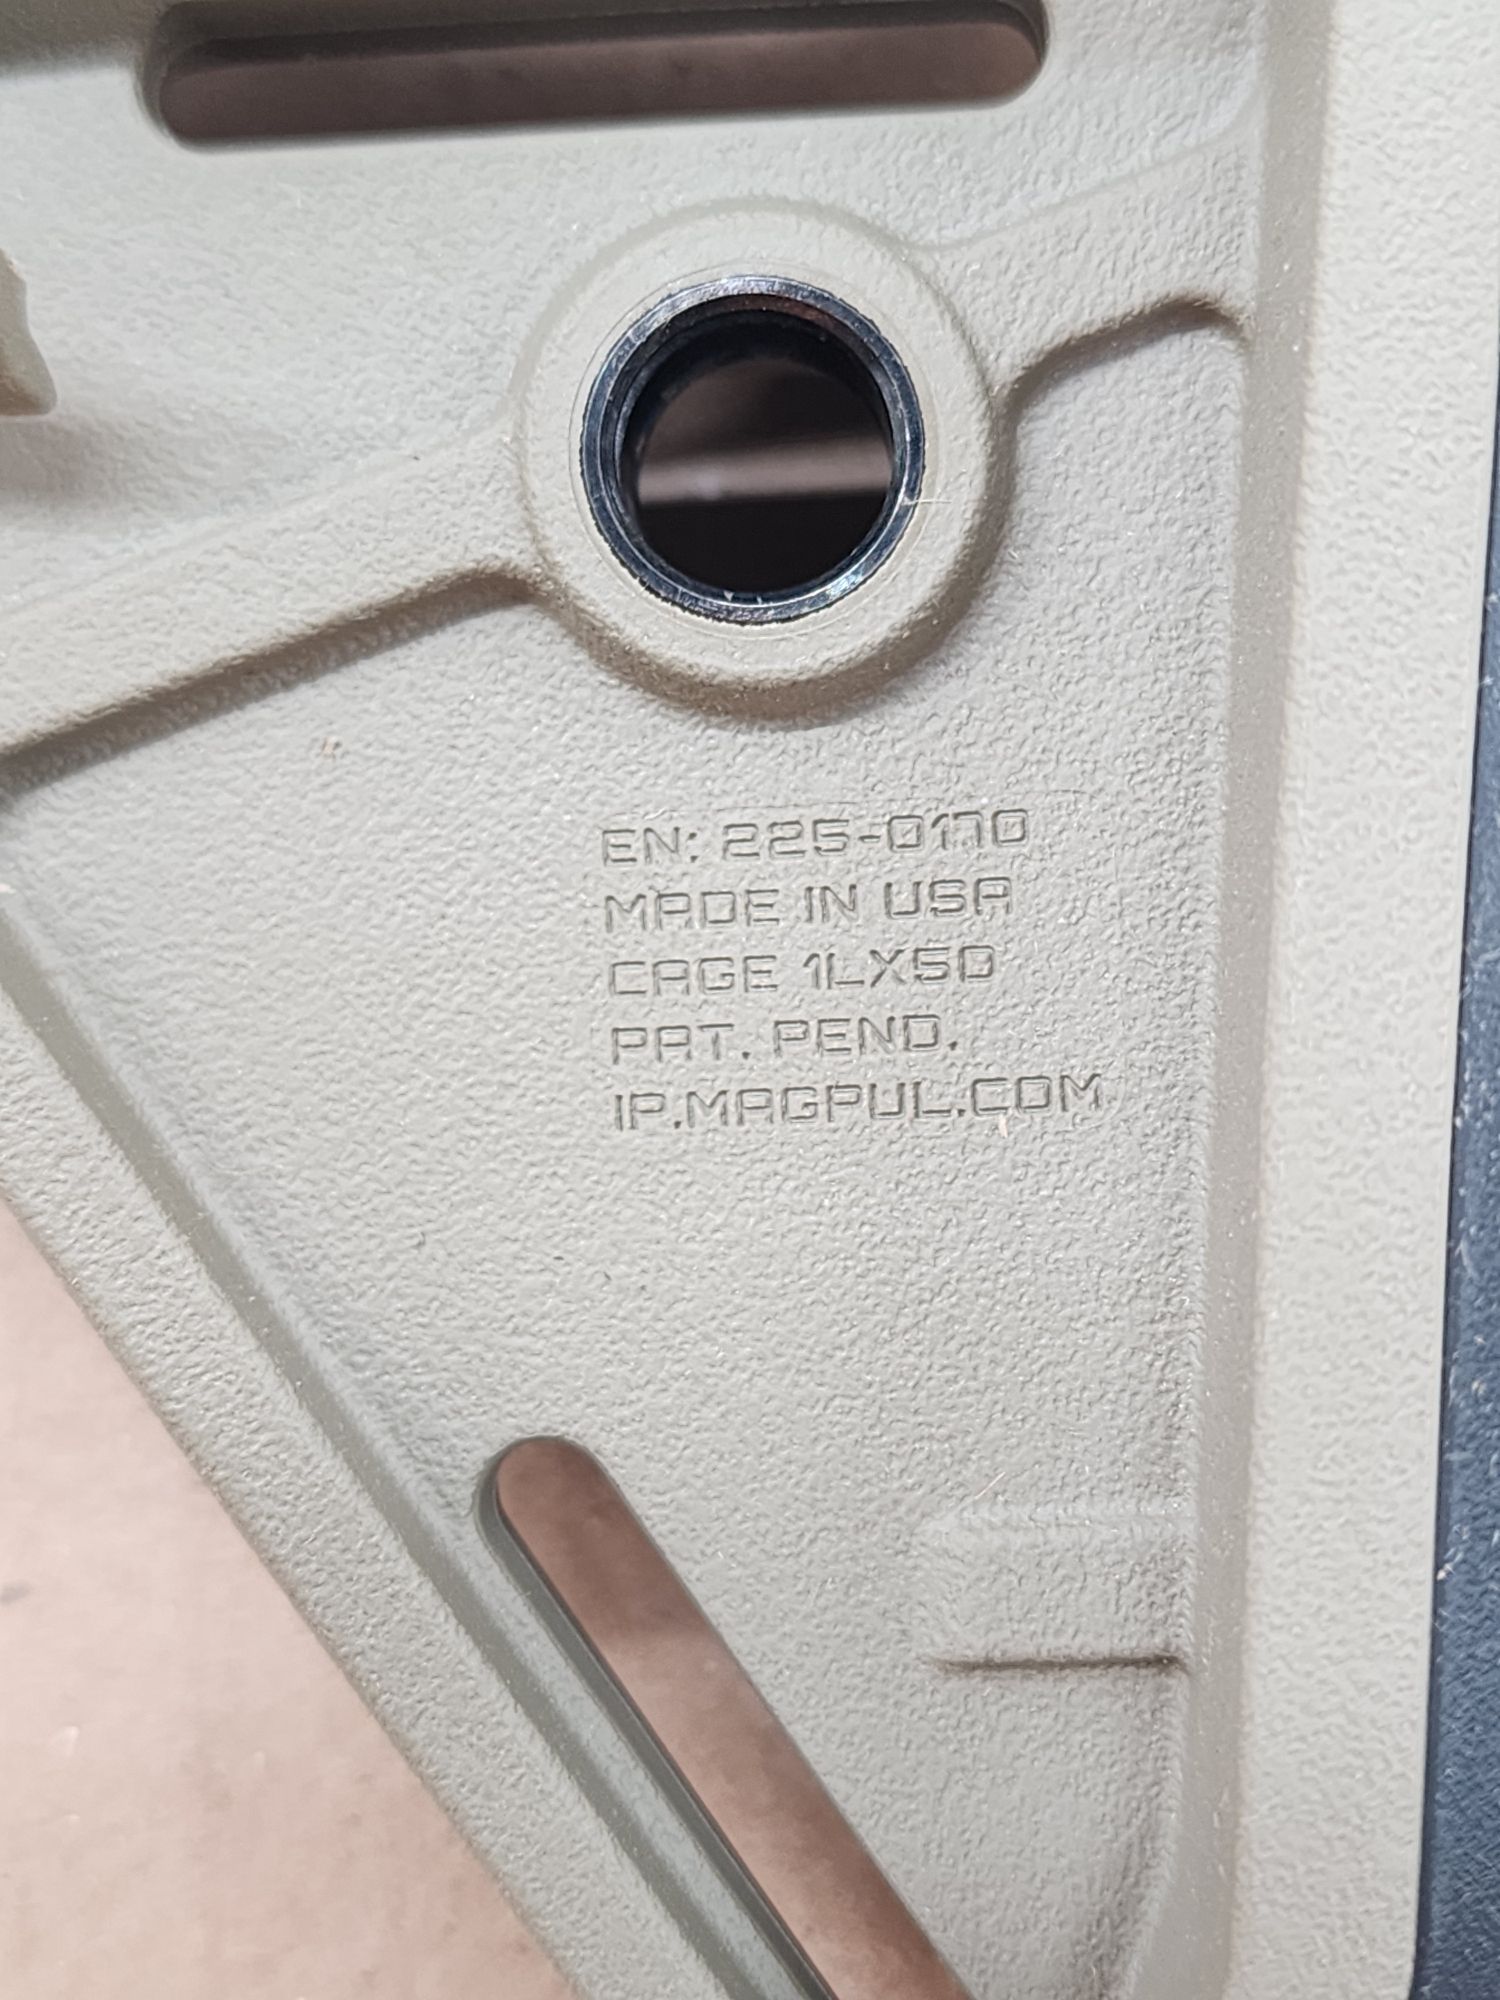 EN: 225-0170
MADE IN USA
CAGE 1LX50
PAT. PEND.
IP.MAGPUL.COM